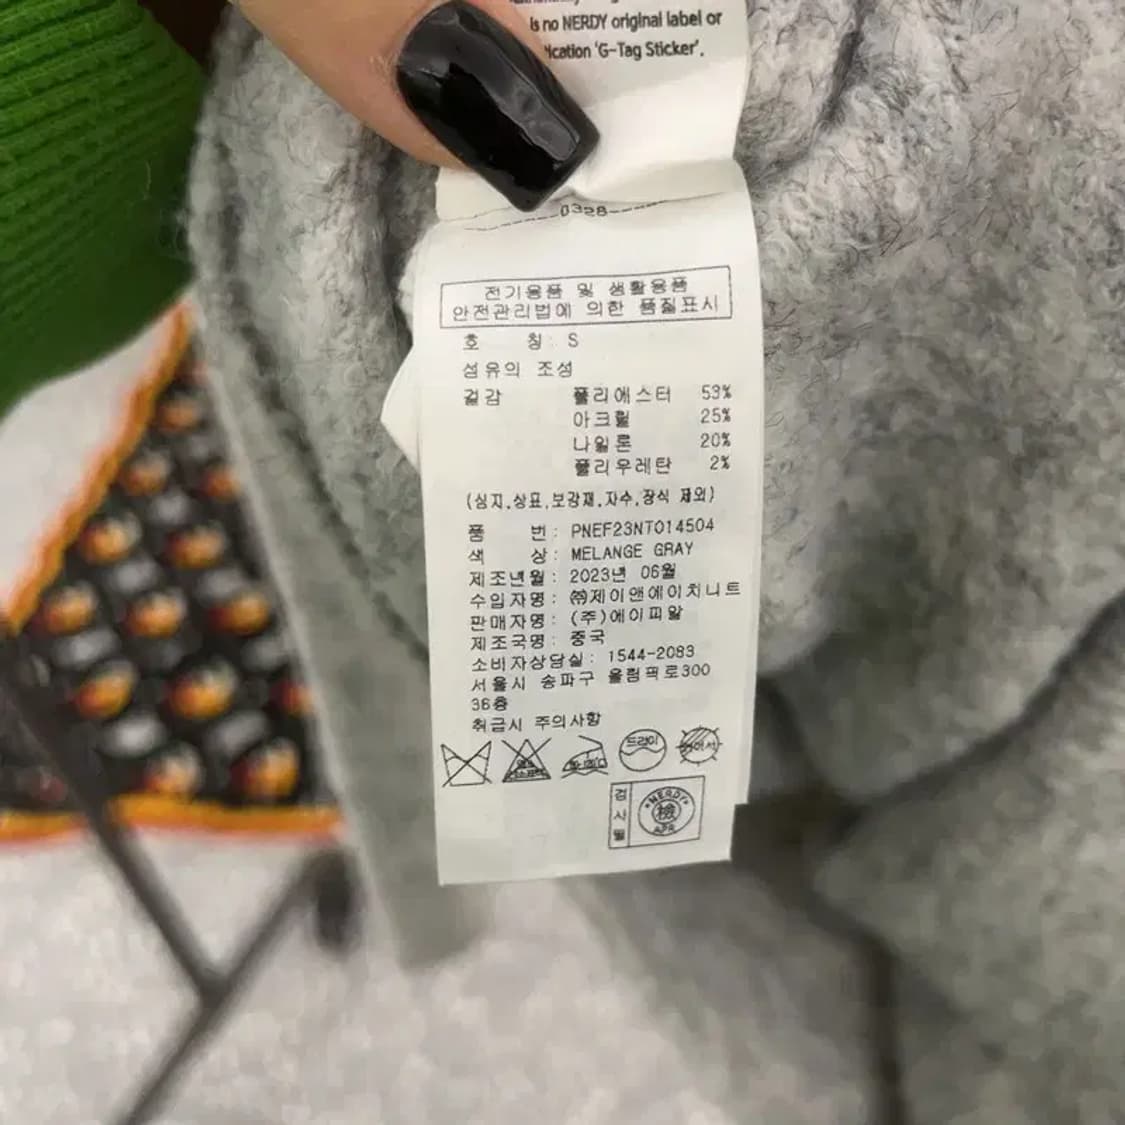 is no NERDY original label or
'G-Tag Sticker'.
0328
전기용품 및 생활용품
안전관리법에 의한 품질표시
호 칭: S
섬유의 조성
겉감 폴리에스터 53%
아크릴 25%
나일론 20%
폴리우레탄 2%
(심지,상표,보강재,자수,장식 제외)
품 번: PNEF23NT014504
색 상: MELANGE GRAY
제조년월: 2023년 06월
수입자명: ㈜제이앤에이치니트
판매자명: (주)에이피알
제조국명: 중국
소비자상담실: 1544-2083
서울시 송파구 올림픽로300
36층
취급시 주의사항
드라이
검사필
NERDY
檢
APR